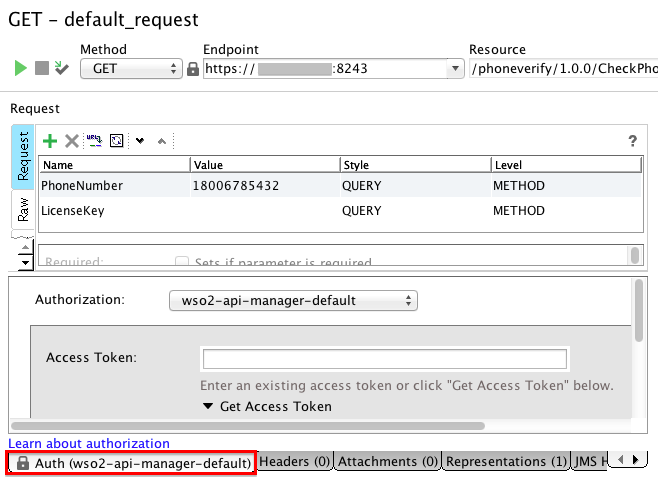 GET - default_request
Method Endpoint Resource
GET https:// :8243 /phoneverify/1.0.0/CheckPho
Request
Request
Raw
?
Name Value Style Level
PhoneNumber 18006785432 QUERY METHOD
LicenseKey QUERY METHOD
Required: Sets if parameter is required
Authorization: wso2-api-manager-default
Access Token:
Enter an existing access token or click "Get Access Token" below.
Get Access Token
Learn about authorization
Auth (wso2-api-manager-default) Headers (0) Attachments (0) Representations (1) JMS H